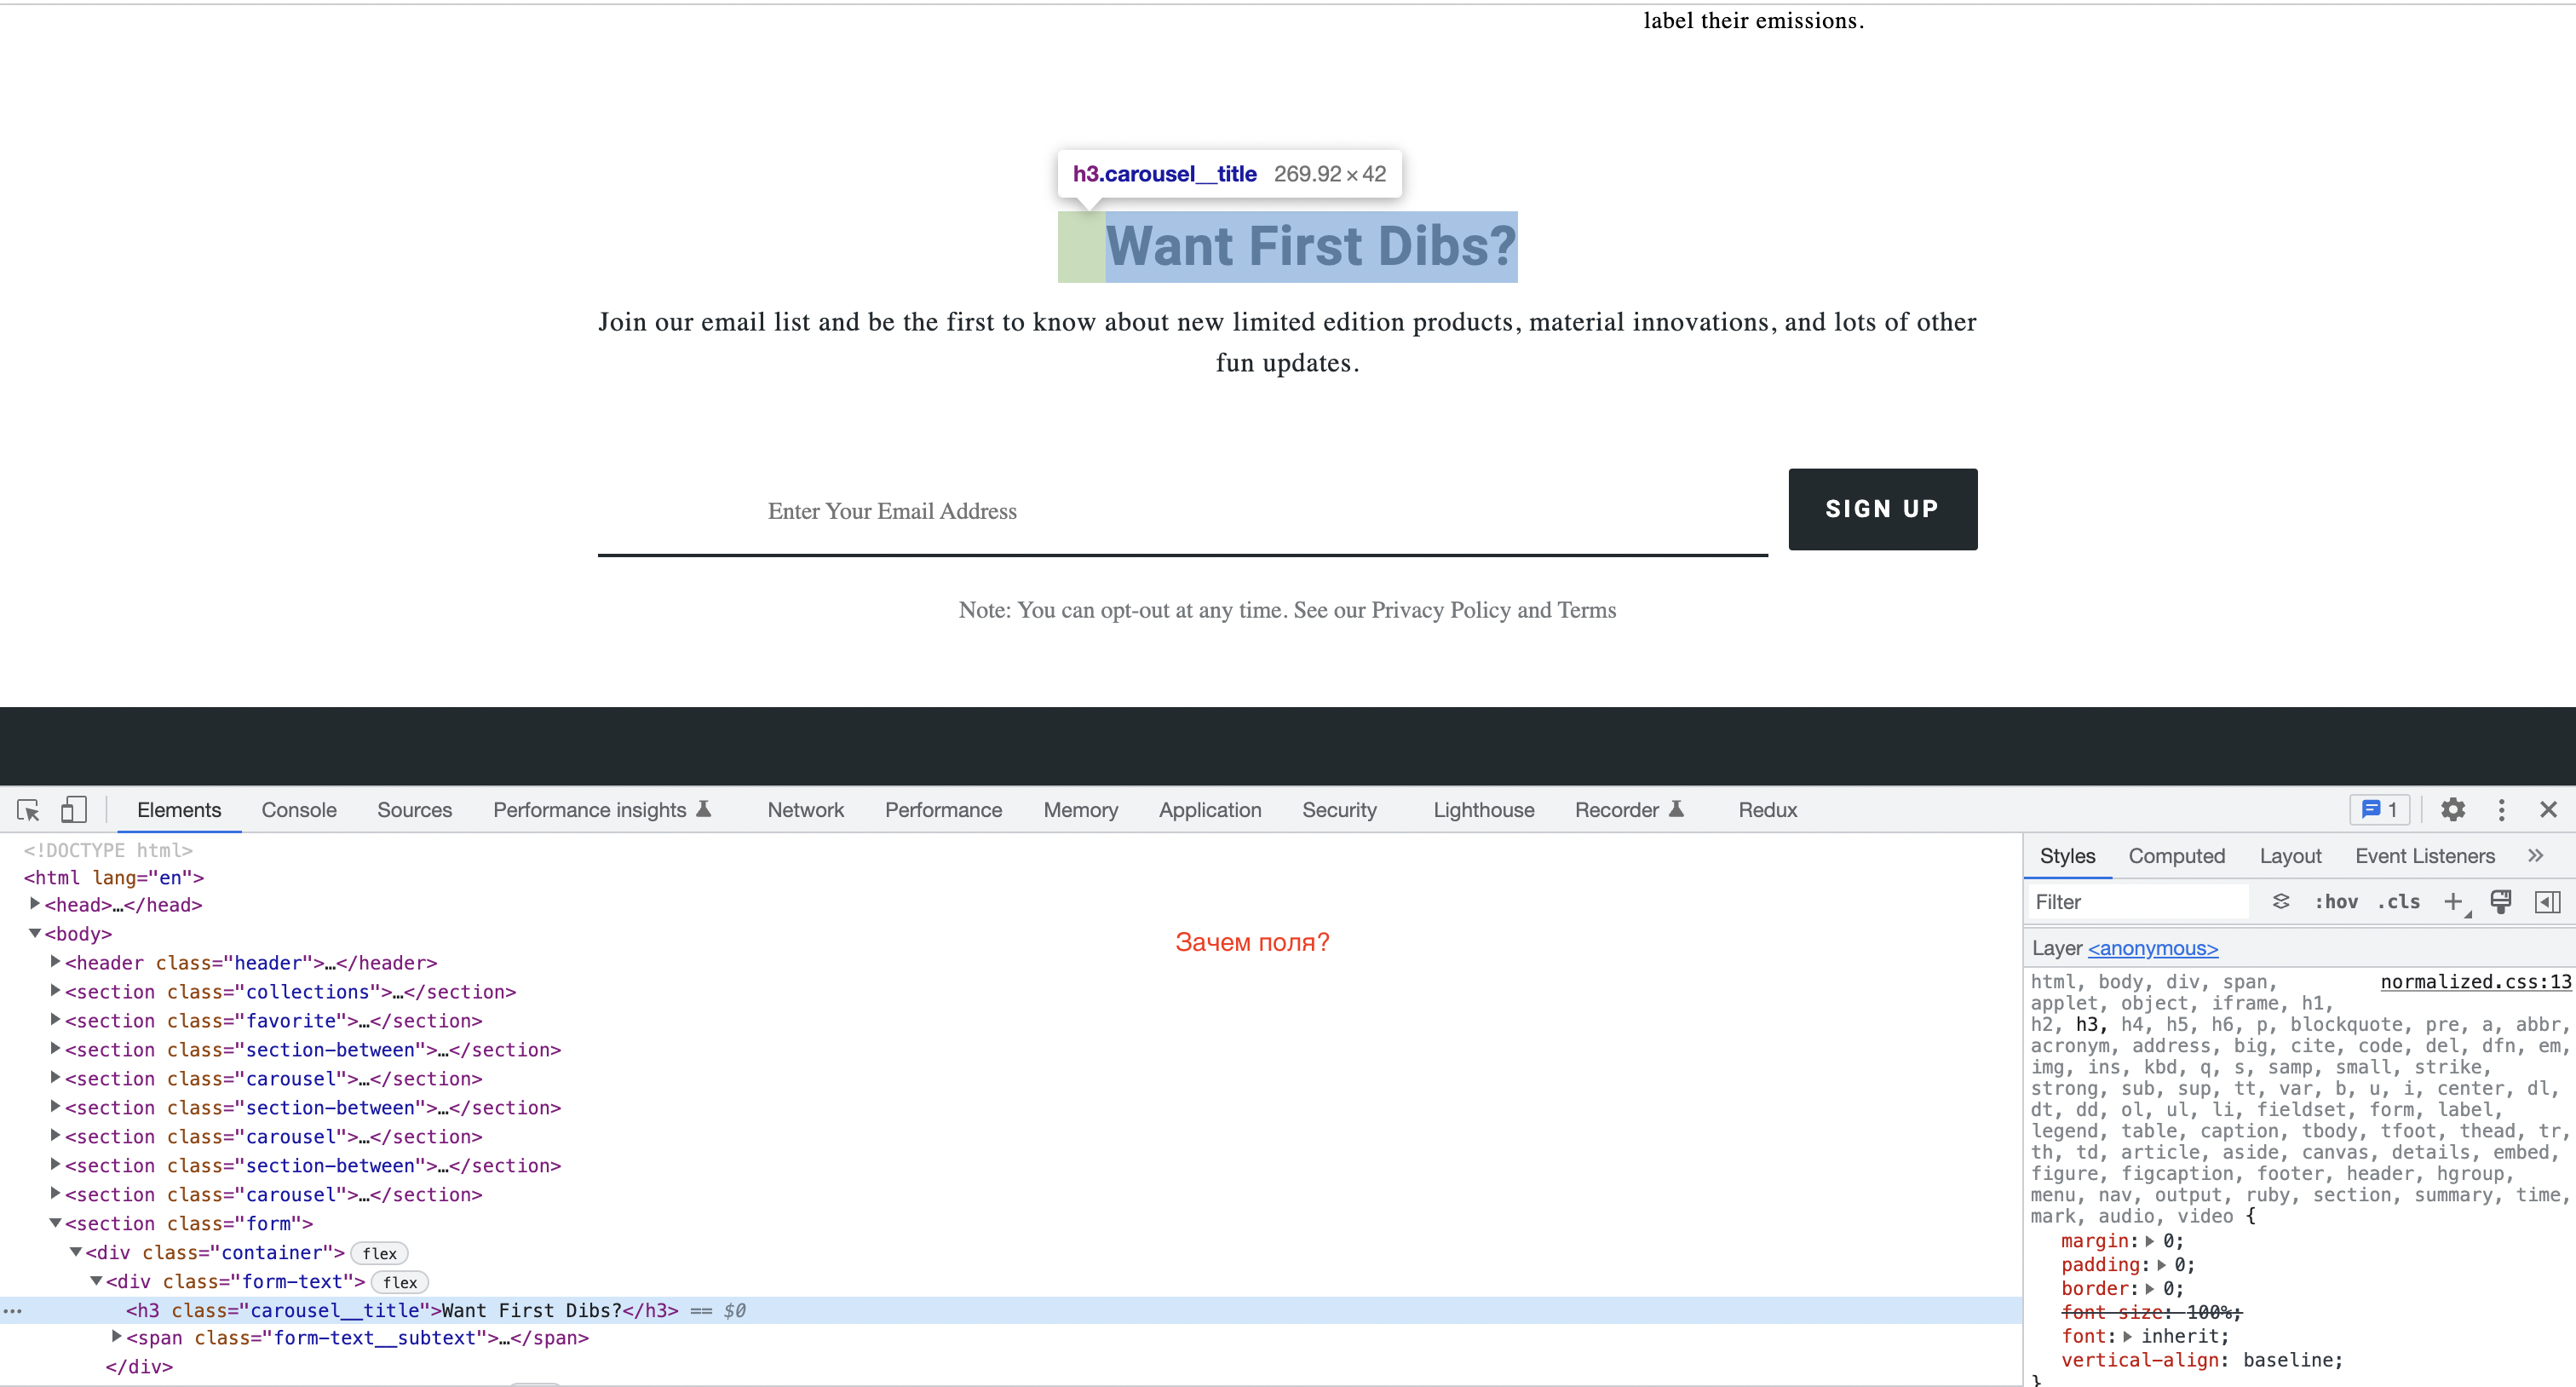 label their emissions.
h3.carousel__title 269.92 × 42
Want First Dibs?
Join our email list and be the first to know about new limited edition products, material innovations, and lots of other
fun updates.
Enter Your Email Address
SIGN UP
Note: You can opt-out at any time. See our Privacy Policy and Terms
Elements Console Sources Performance insights Network Performance Memory Application Security Lighthouse Recorder Redux 1
<!DOCTYPE html>
<html lang="en">
<head>…</head>
<body>
<header class="header">…</header>
<section class="collections">…</section>
<section class="favorite">…</section>
<section class="section-between">…</section>
<section class="carousel">…</section>
<section class="section-between">…</section>
<section class="carousel">…</section>
<section class="section-between">…</section>
<section class="carousel">…</section>
<section class="form">
<div class="container"> flex
<div class="form-text"> flex
<h3 class="carousel__title">Want First Dibs?</h3> == $0
<span class="form-text__subtext">…</span>
</div>
Зачем поля?
Styles Computed Layout Event Listeners
Filter :hov .cls
Layer <anonymous>
html, body, div, span, normalized.css:13
applet, object, iframe, h1,
h2, h3, h4, h5, h6, p, blockquote, pre, a, abbr,
acronym, address, big, cite, code, del, dfn, em,
img, ins, kbd, q, s, samp, small, strike,
strong, sub, sup, tt, var, b, u, i, center, dl,
dt, dd, ol, ul, li, fieldset, form, label,
legend, table, caption, tbody, tfoot, thead, tr,
th, td, article, aside, canvas, details, embed,
figure, figcaption, footer, header, hgroup,
menu, nav, output, ruby, section, summary, time,
mark, audio, video {
margin: 0;
padding: 0;
border: 0;
font-size: 100%;
font: inherit;
vertical-align: baseline;
}